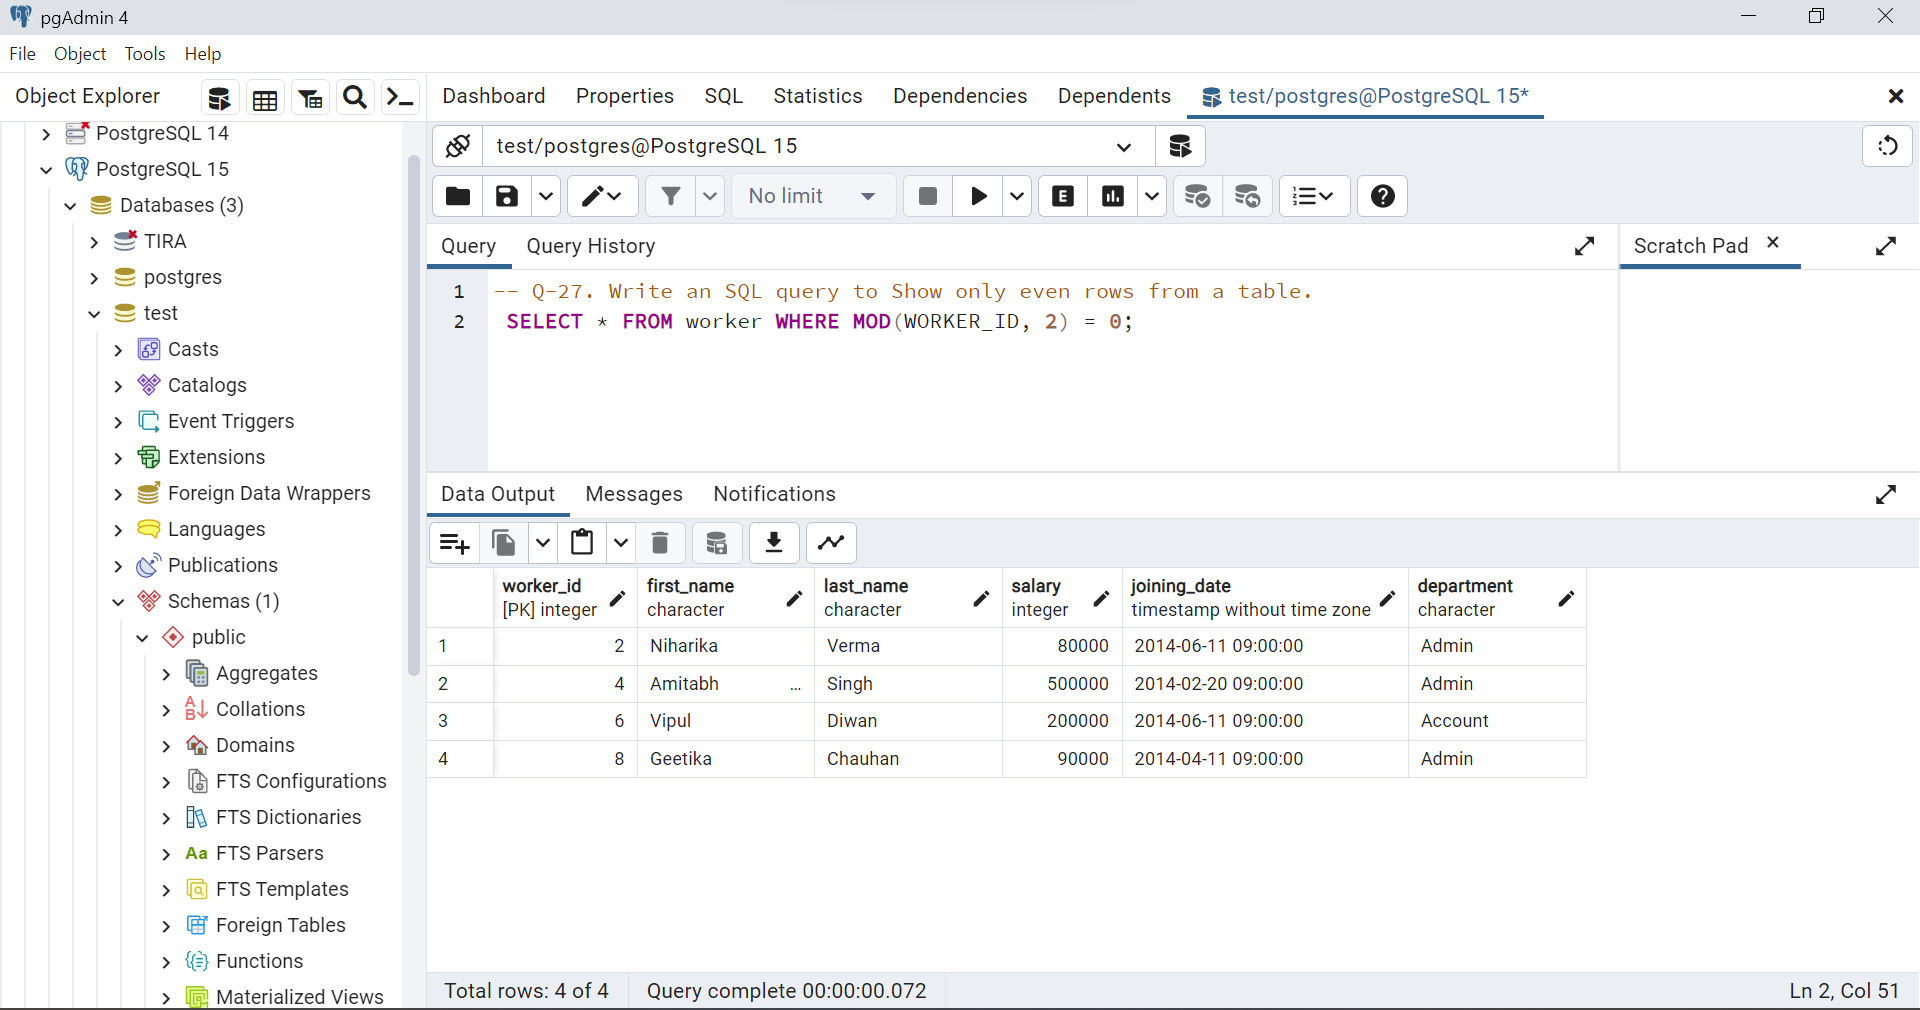 pgAdmin 4
File Object Tools Help
Object Explorer
Dashboard Properties SQL Statistics Dependencies Dependents test/postgres@PostgreSQL 15*
PostgreSQL 14
PostgreSQL 15
Databases (3)
TIRA
postgres
test
Casts
Catalogs
Event Triggers
Extensions
Foreign Data Wrappers
Languages
Publications
Schemas (1)
public
Aggregates
Collations
Domains
FTS Configurations
FTS Dictionaries
Aa FTS Parsers
FTS Templates
Foreign Tables
Functions
Materialized Views
test/postgres@PostgreSQL 15
No limit
E
Query Query History
Scratch Pad
1 -- Q-27. Write an SQL query to Show only even rows from a table.
2 SELECT * FROM worker WHERE MOD(WORKER_ID, 2) = 0;
Data Output Messages Notifications
worker_id first_name last_name salary joining_date department
[PK] integer character character integer timestamp without time zone character
1 2 Niharika Verma 80000 2014-06-11 09:00:00 Admin
2 4 Amitabh ... Singh 500000 2014-02-20 09:00:00 Admin
3 6 Vipul Diwan 200000 2014-06-11 09:00:00 Account
4 8 Geetika Chauhan 90000 2014-04-11 09:00:00 Admin
Total rows: 4 of 4 Query complete 00:00:00.072 Ln 2, Col 51